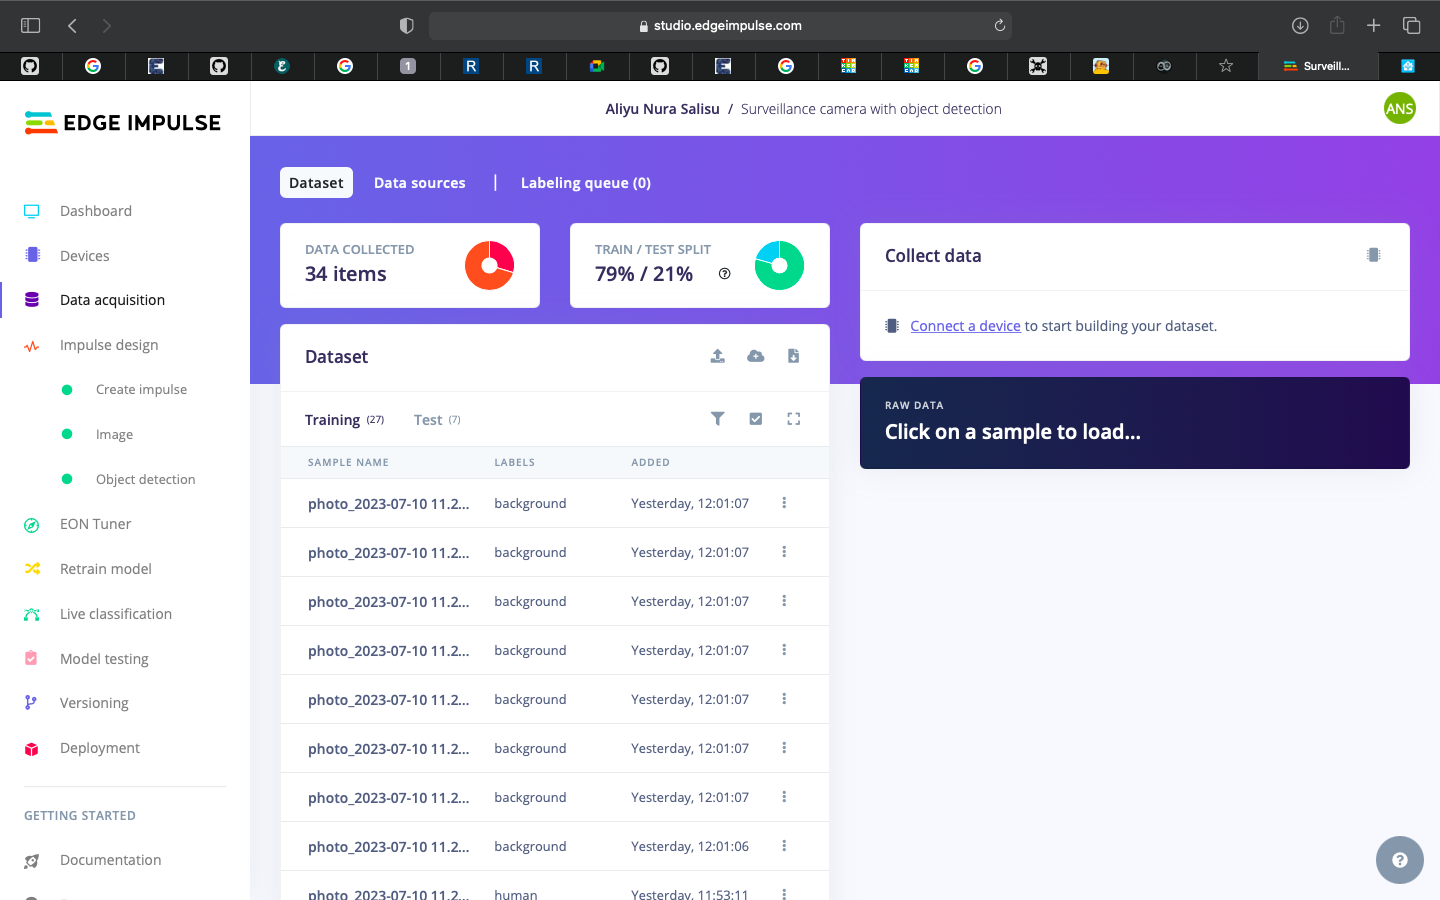 studio.edgeimpulse.com
1
R
R
Surveill...
EDGE IMPULSE
Aliyu Nura Salisu / Surveillance camera with object detection
ANS
Dashboard
Devices
Data acquisition
Impulse design
Create impulse
Image
Object detection
EON Tuner
Retrain model
Live classification
Model testing
Versioning
Deployment
GETTING STARTED
Documentation
Dataset
Data sources
|
Labeling queue (0)
DATA COLLECTED
34 items
TRAIN / TEST SPLIT
79% / 21%
Collect data
Connect a device to start building your dataset.
RAW DATA
Click on a sample to load...
Dataset
Training (27)
Test (7)
SAMPLE NAME LABELS ADDED
photo_2023-07-10 11.2... background Yesterday, 12:01:07
photo_2023-07-10 11.2... background Yesterday, 12:01:07
photo_2023-07-10 11.2... background Yesterday, 12:01:07
photo_2023-07-10 11.2... background Yesterday, 12:01:07
photo_2023-07-10 11.2... background Yesterday, 12:01:07
photo_2023-07-10 11.2... background Yesterday, 12:01:07
photo_2023-07-10 11.2... background Yesterday, 12:01:07
photo_2023-07-10 11.2... background Yesterday, 12:01:06
photo_2023-07-10 11.2... human Yesterday, 11:53:11